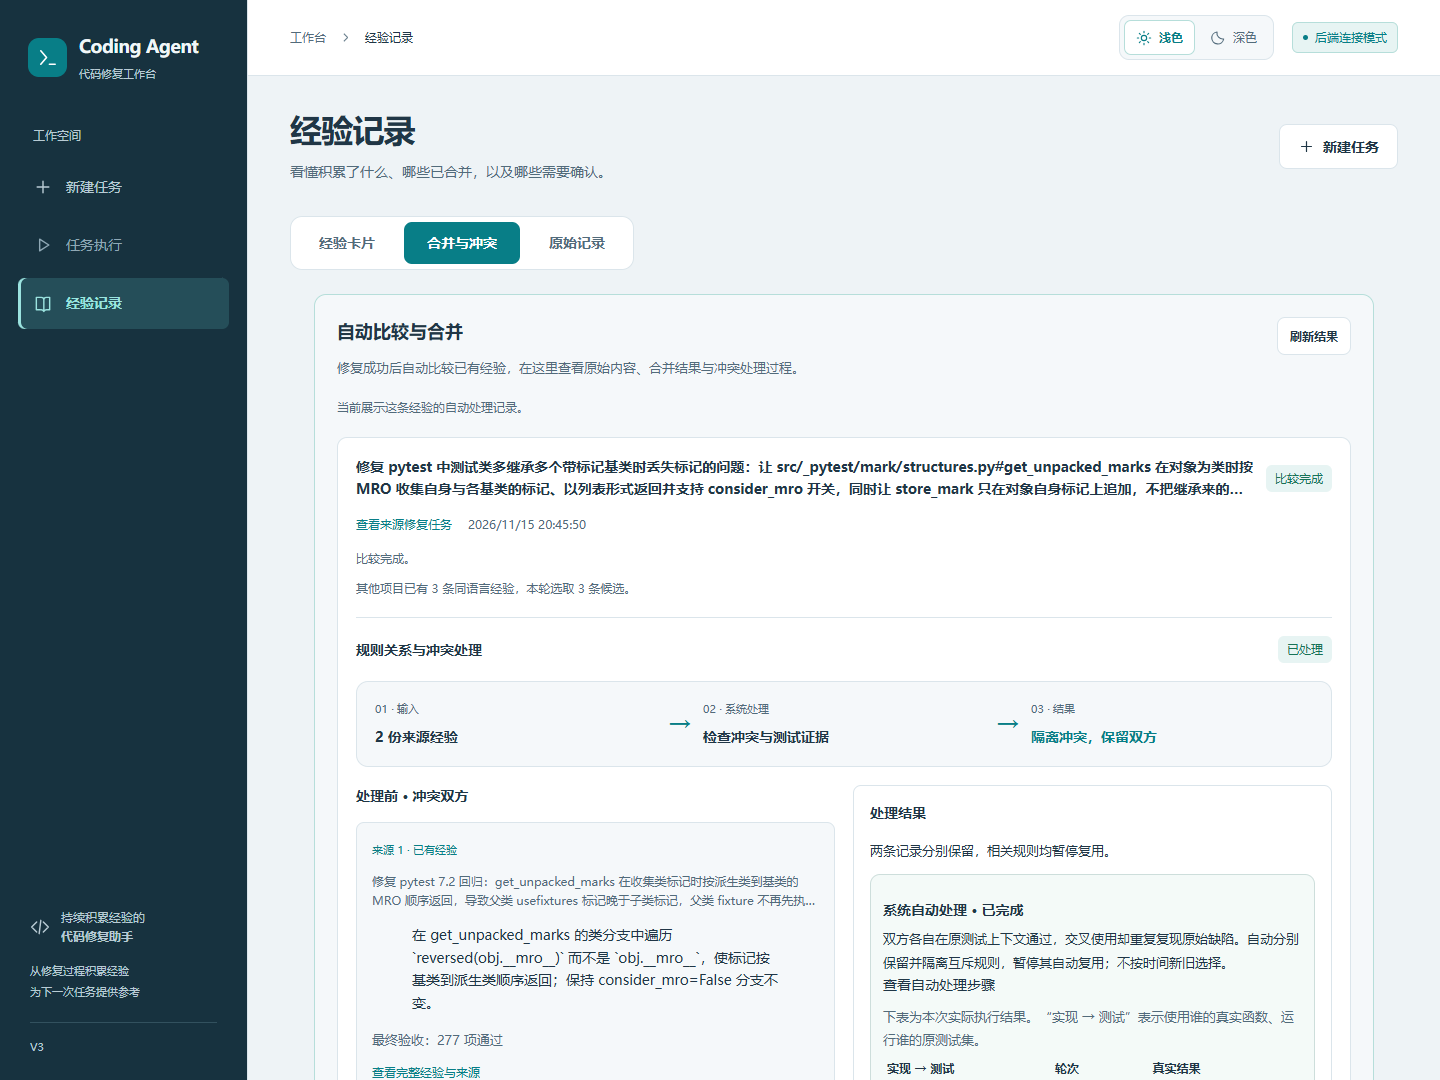 Coding Agent
代码修复工作台
工作空间
新建任务
任务执行
经验记录
持续积累经验的
代码修复助手
从修复过程积累经验
为下一次任务提供参考
V3
工作台 > 经验记录
浅色
深色
后端连接模式
经验记录
看懂积累了什么、哪些已合并，以及哪些需要确认。
+ 新建任务
经验卡片
合并与冲突
原始记录
自动比较与合并
刷新结果
修复成功后自动比较已有经验，在这里查看原始内容、合并结果与冲突处理过程。
当前展示这条经验的自动处理记录。
修复 pytest 中测试类多继承多个带标记基类时丢失标记的问题：让 src/_pytest/mark/structures.py#get_unpacked_marks 在对象为类时按
MRO 收集自身与各基类的标记、以列表形式返回并支持 consider_mro 开关，同时让 store_mark 只在对象自身标记上追加，不把继承来的...
比较完成
查看来源修复任务 2026/11/15 20:45:50
比较完成。
其他项目已有 3 条同语言经验，本轮选取 3 条候选。
规则关系与冲突处理
已处理
01 · 输入
2 份来源经验
→
02 · 系统处理
检查冲突与测试证据
→
03 · 结果
隔离冲突，保留双方
处理前 • 冲突双方
来源 1 · 已有经验
修复 pytest 7.2 回归：get_unpacked_marks 在收集类标记时按派生类到基类的
MRO 顺序返回，导致父类 usefixtures 标记晚于子类标记，父类 fixture 不再先执...
在 get_unpacked_marks 的类分支中遍历
`reversed(obj.__mro__)` 而不是 `obj.__mro__`，使标记按
基类到派生类顺序返回；保持 consider_mro=False 分支不
变。
最终验收：277 项通过
查看完整经验与来源
处理结果
两条记录分别保留，相关规则均暂停复用。
系统自动处理 • 已完成
双方各自在原测试上下文通过，交叉使用却重复复现原始缺陷。自动分别
保留并隔离互斥规则，暂停其自动复用；不按时间新旧选择。
查看自动处理步骤
下表为本次实际执行结果。“实现 → 测试”表示使用谁的真实函数、运
行谁的原测试集。
实现 → 测试 轮次 真实结果